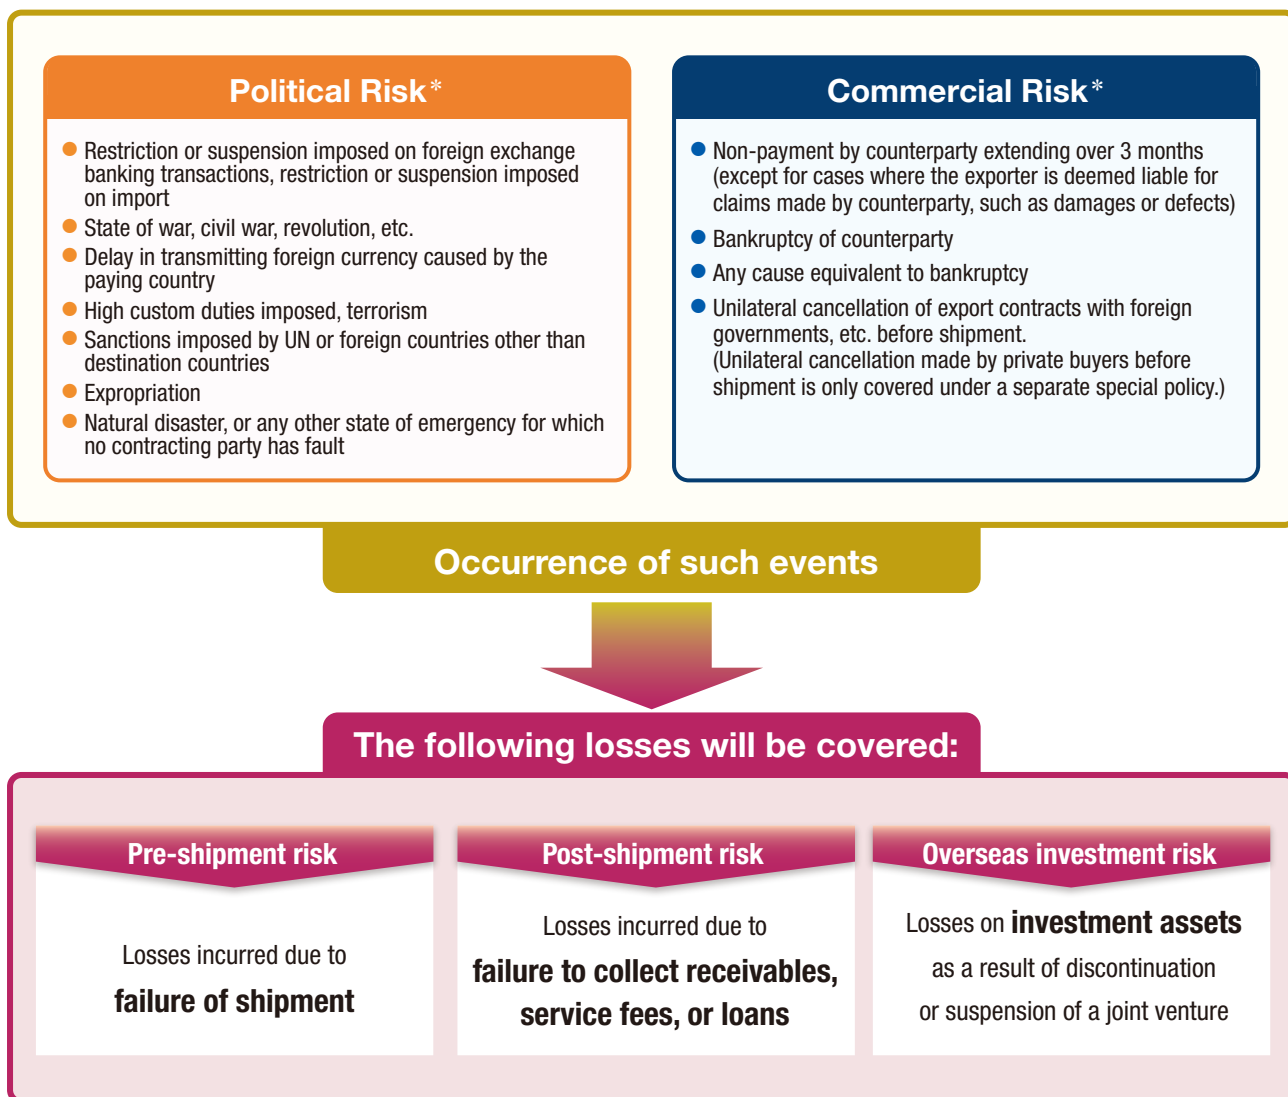 Political Risk*
Restriction or suspension imposed on foreign exchange
banking transactions, restriction or suspension imposed
on import
State of war, civil war, revolution, etc.
Delay in transmitting foreign currency caused by the
paying country
High custom duties imposed, terrorism
Sanctions imposed by UN or foreign countries other than
destination countries
Expropriation
Natural disaster, or any other state of emergency for which
no contracting party has fault
Commercial Risk*
Non-payment by counterparty extending over 3 months
(except for cases where the exporter is deemed liable for
claims made by counterparty, such as damages or defects)
Bankruptcy of counterparty
Any cause equivalent to bankruptcy
Unilateral cancellation of export contracts with foreign
governments, etc. before shipment.
(Unilateral cancellation made by private buyers before
shipment is only covered under a separate special policy.)
Occurrence of such events
The following losses will be covered:
Pre-shipment risk
Losses incurred due to
failure of shipment
Post-shipment risk
Losses incurred due to
failure to collect receivables,
service fees, or loans
Overseas investment risk
Losses on investment assets
as a result of discontinuation
or suspension of a joint venture